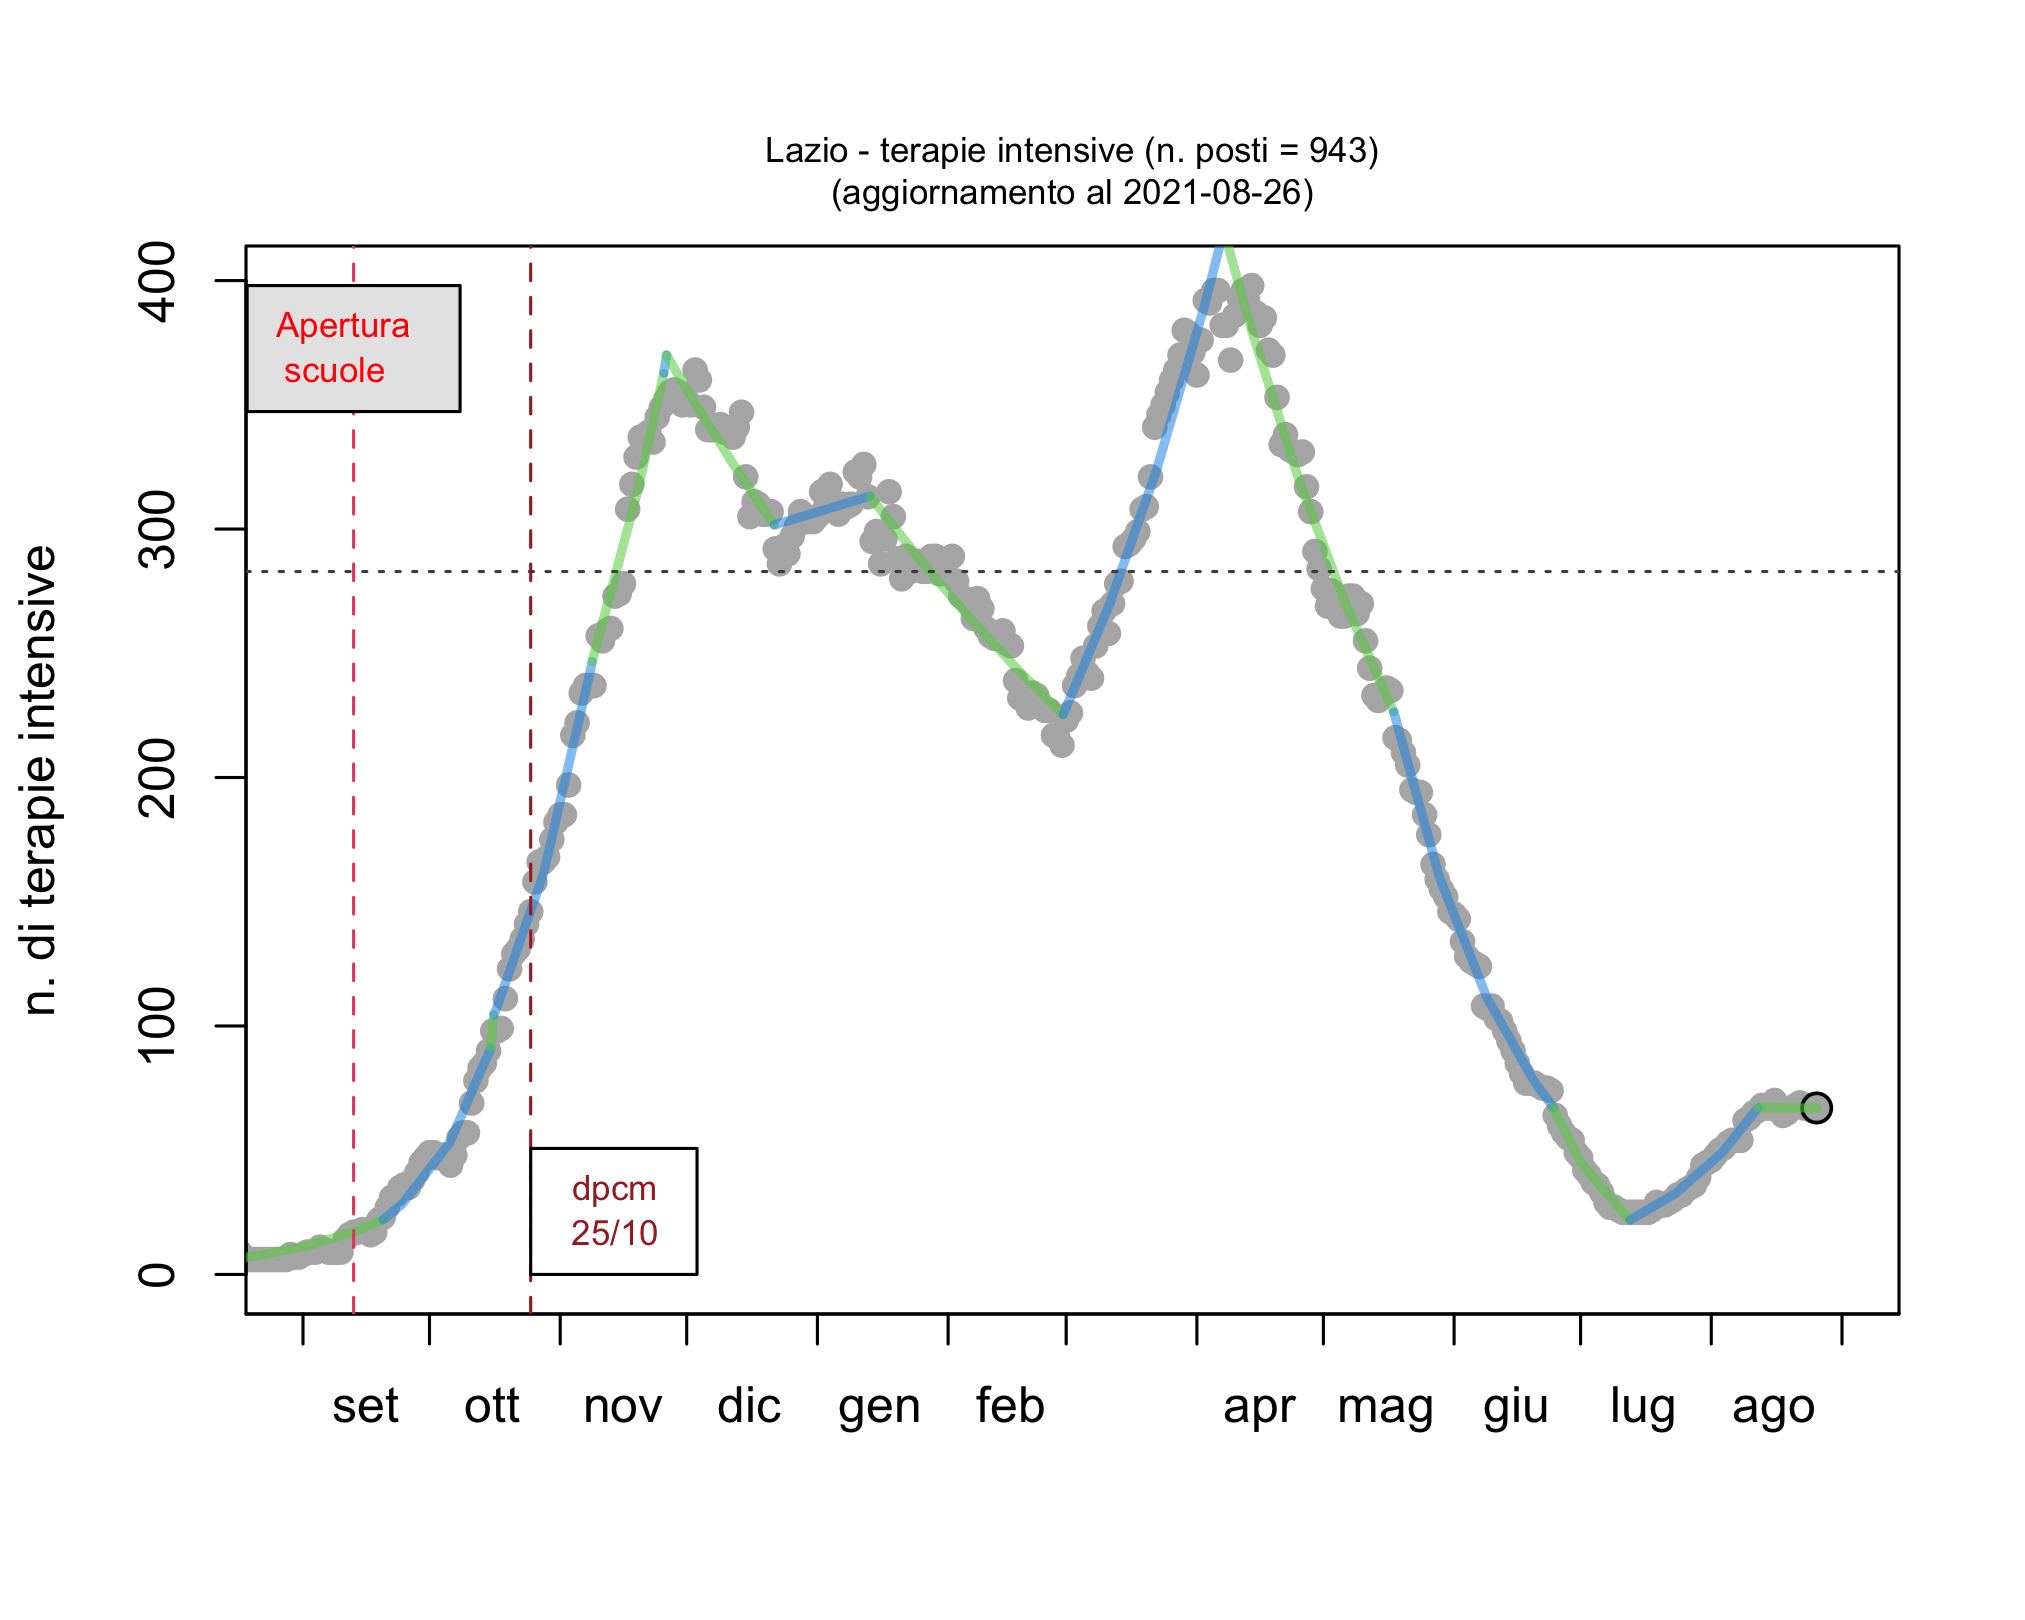 Lazio - terapie intensive (n. posti = 943)
(aggiornamento al 2021-08-26)
n. di terapie intensive
400
300
200
100
0
Apertura
scuole
dpcm
25/10
set ott nov dic gen feb apr mag giu lug ago